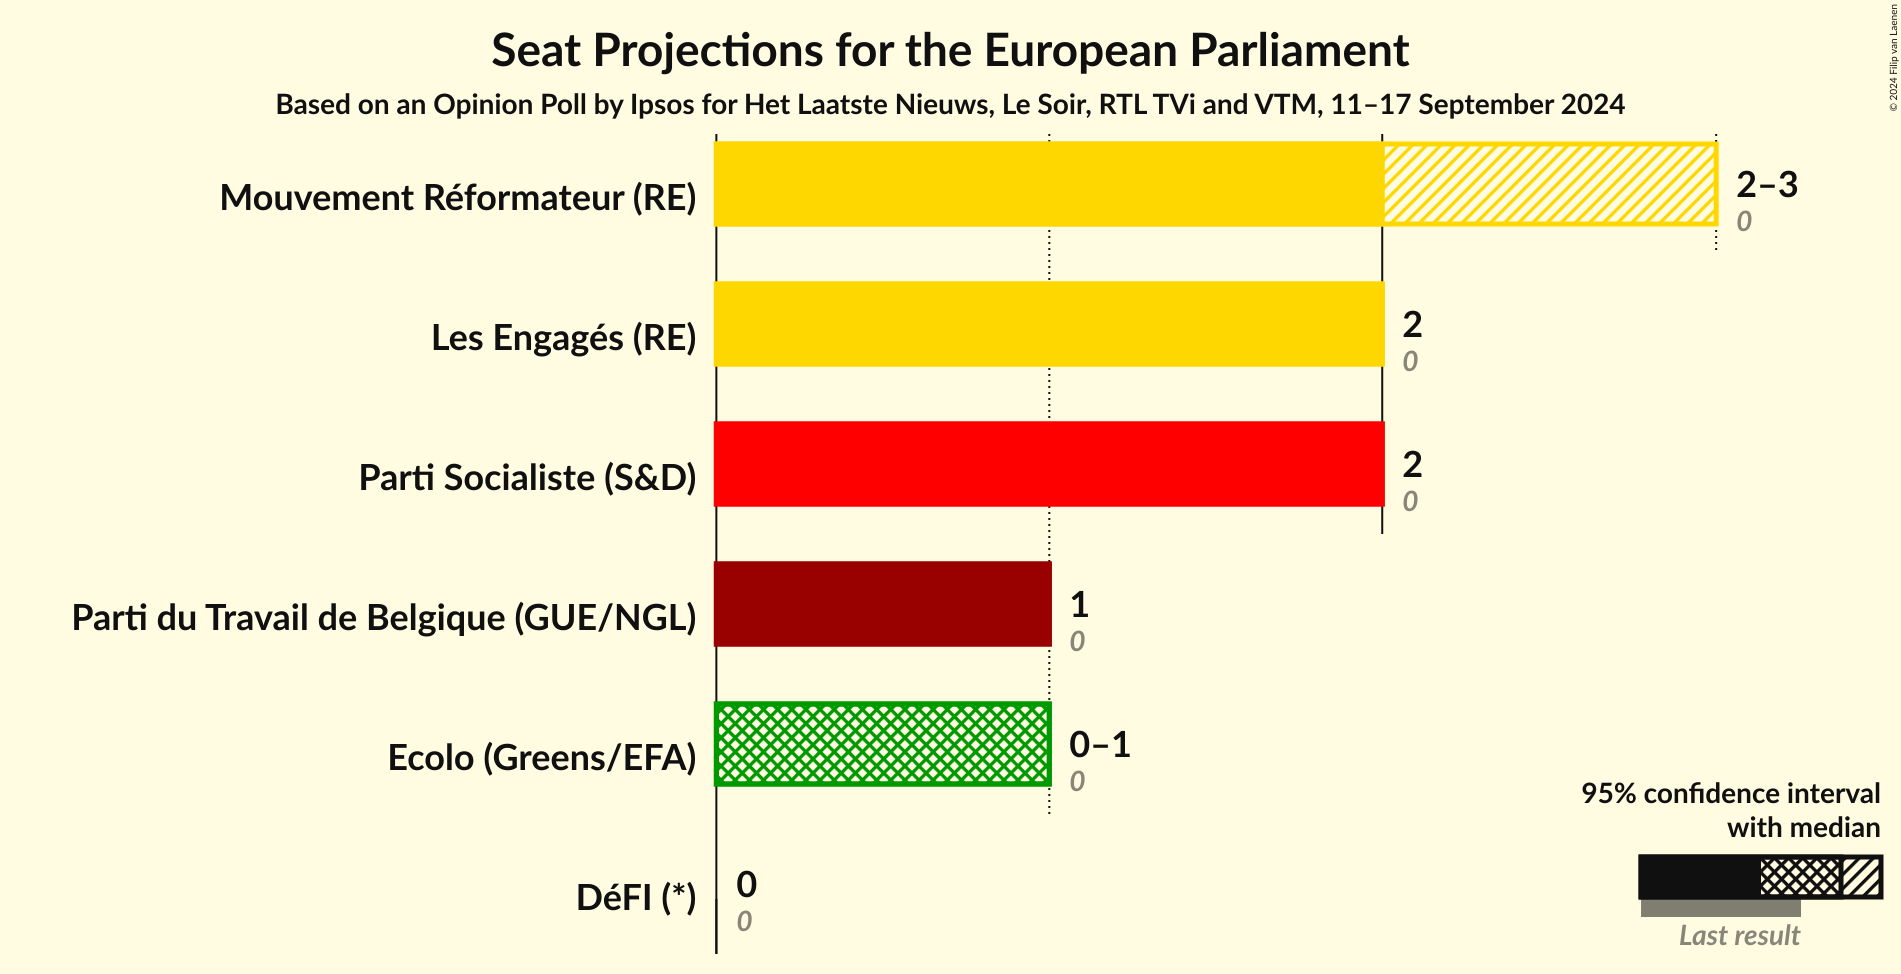 Seat Projections for the European Parliament
Based on an Opinion Poll by Ipsos for Het Laatste Nieuws, Le Soir, RTL TVi and VTM, 11–17 September 2024
© 2024 Filip van Laenen
Mouvement Réformateur (RE)
2–3
0
Les Engagés (RE)
2
0
Parti Socialiste (S&D)
2
0
Parti du Travail de Belgique (GUE/NGL)
1
0
Ecolo (Greens/EFA)
0–1
0
DéFI (*)
0
0
95% confidence interval
with median
Last result